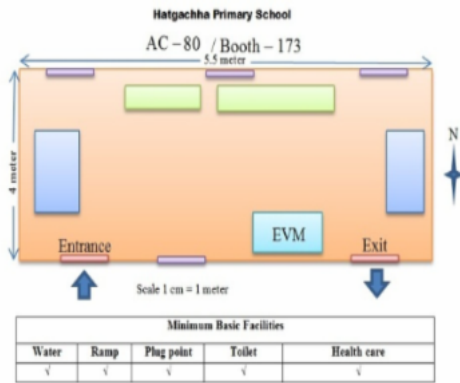 Hatgachha Primary School
AC – 80 / Booth – 173
5.5 meter
4 meter
N
EVM
Entrance
Exit
Scale 1 cm = 1 meter
Minimum Basic Facilities
Water Ramp Plug point Toilet Health care
√ √ √ √ √